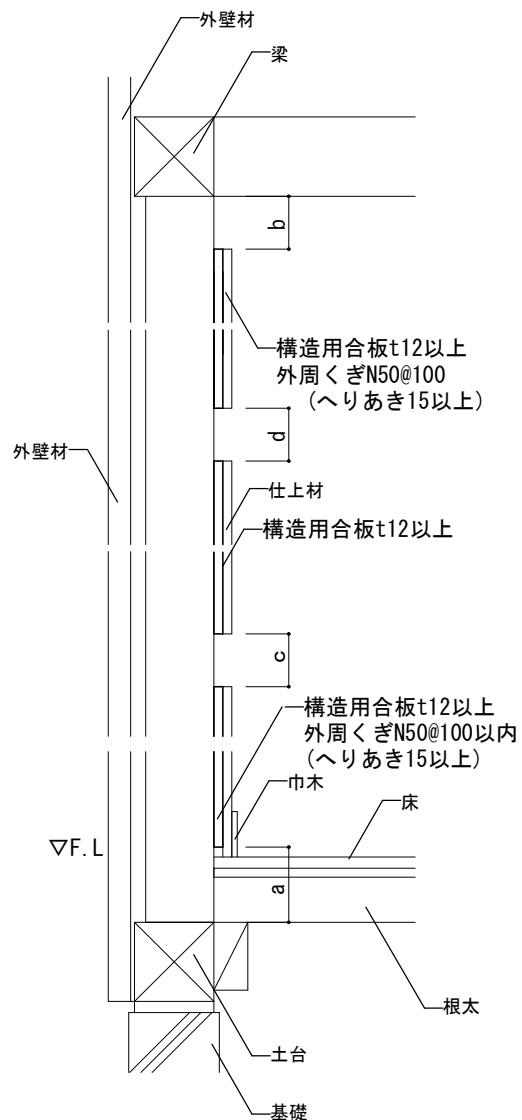 外壁材
梁
b
構造用合板t12以上
外周くぎN50@100
(へりあき15以上)
d
外壁材
仕上材
構造用合板t12以上
c
構造用合板t12以上
外周くぎN50@100以内
(へりあき15以上)
巾木
床
▽F.L
a
根太
土台
基礎